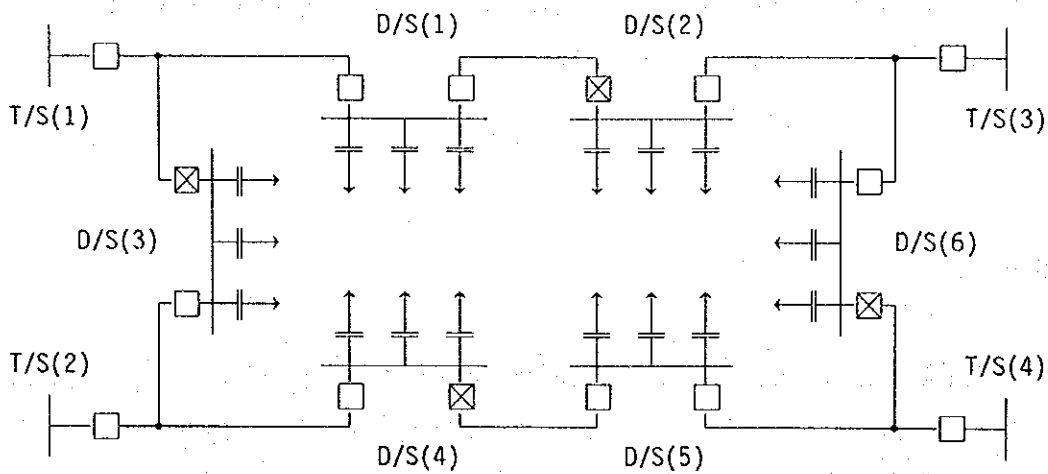 D/S(1)
D/S(2)
T/S(1)
T/S(3)
D/S(3)
D/S(6)
T/S(2)
T/S(4)
D/S(4)
D/S(5)